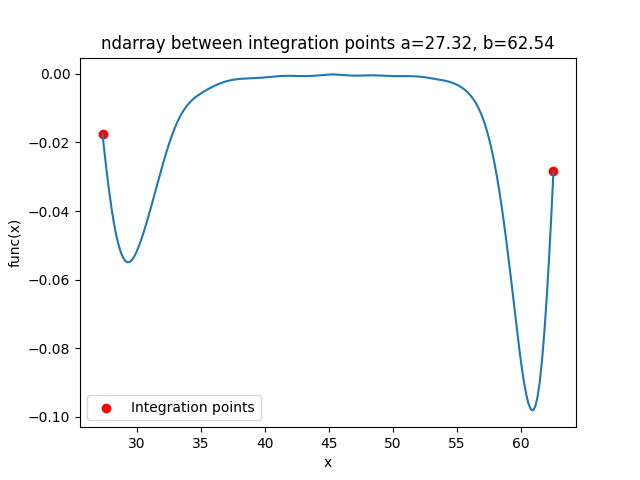 ndarray between integration points a=27.32, b=62.54
0.00
−0.02
−0.04
−0.06
−0.08
−0.10
func(x)
Integration points
30 35 40 45 50 55 60
x